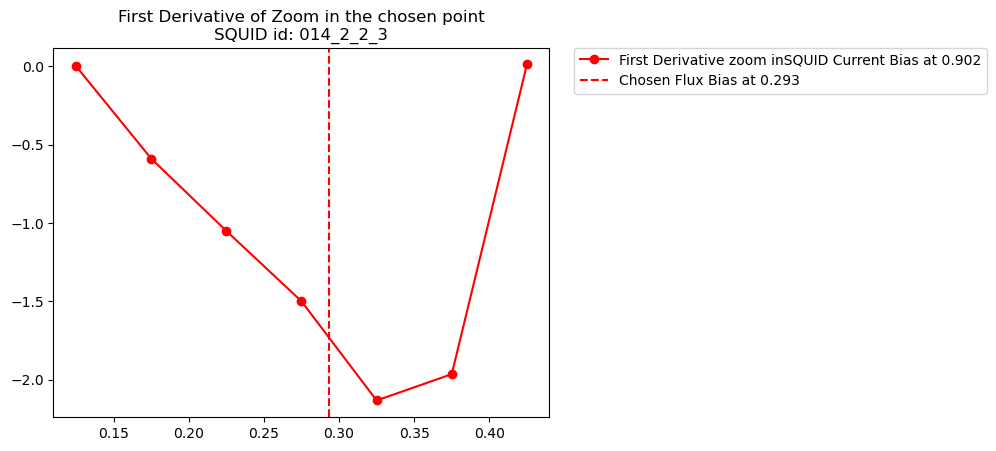 First Derivative of Zoom in the chosen point
SQUID id: 014_2_2_3
First Derivative zoom inSQUID Current Bias at 0.902
Chosen Flux Bias at 0.293
0.0
−0.5
−1.0
−1.5
−2.0
0.15 0.20 0.25 0.30 0.35 0.40